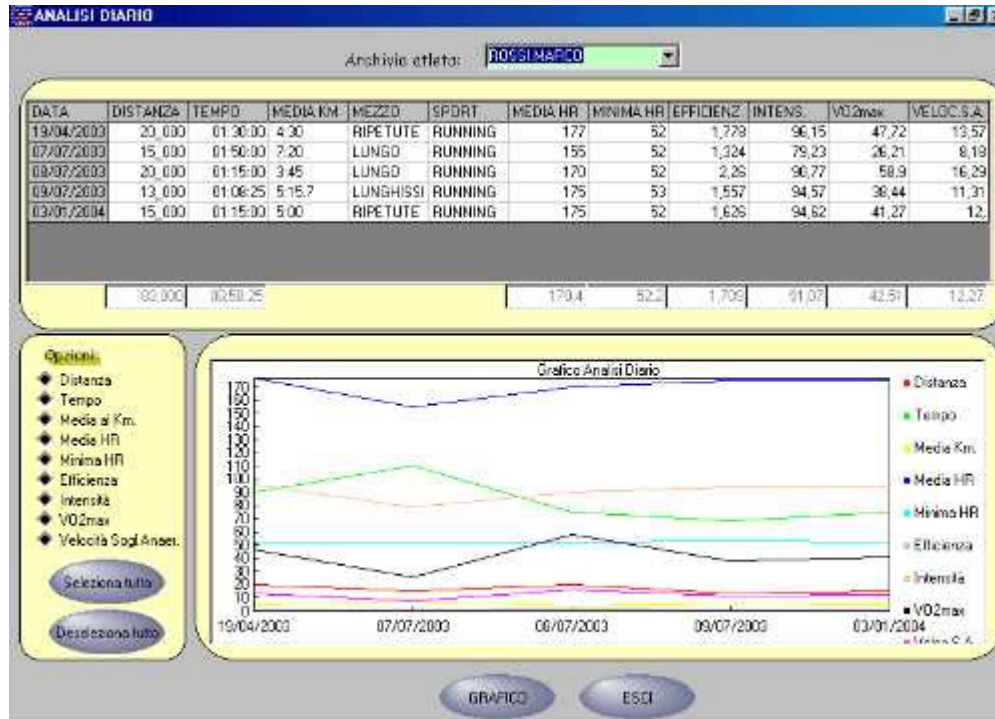 ANALISI DIARIO
Archivio atleta: ROSSI MARCO
DATA DISTANZA TEMPO MEDIA KM MEZZO SPORT MEDIA HR MINIMA HR EFFICIENZ INTENS. VO2max VELOC.S.A.
19/04/2003 20,000 01:30:00 4:30 RIPETUTE RUNNING 177 52 1,778 96,15 47,72 13,57
07/07/2003 15,000 01:50:00 7:20 LUNGO RUNNING 155 52 1,324 79,23 26,21 8,18
08/07/2003 20,000 01:15:00 3:45 LUNGO RUNNING 170 52 2,26 90,77 58,9 16,29
09/07/2003 13,000 01:08:25 5:15.7 LUNGHISSI RUNNING 175 53 1,557 94,57 38,44 11,31
03/01/2004 15,000 01:15:00 5:00 RIPETUTE RUNNING 175 52 1,626 94,62 41,27 12,
83,000 06:58:25 170,4 52,2 1,709 91,07 42,51 12,27
Opzioni:
Distanza
Tempo
Media al Km.
Media HR
Minima HR
Efficienza
Intensità
VO2max
Velocità Sogl.Anaer.
Seleziona tutto
Deseleziona tutto
Grafico Analisi Diario
170
150
140
130
120
110
100
90
80
70
60
50
40
30
20
10
0
19/04/2003 07/07/2003 08/07/2003 09/07/2003 03/01/2004
Distanza
Tempo
Media Km.
Media HR
Minima HR
Efficienza
Intensità
VO2max
Veloc.S.A.
GRAFICO ESCI